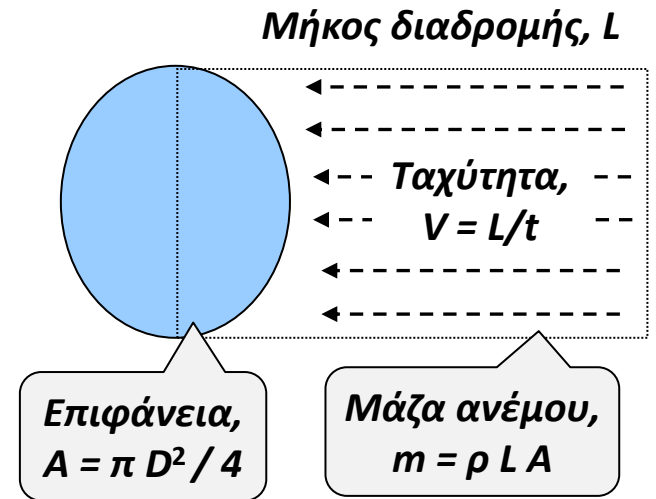 Μήκος διαδρομής, L
Ταχύτητα,
V = L/t
Επιφάνεια,
A = π D² / 4
Μάζα ανέμου,
m = ρ L A